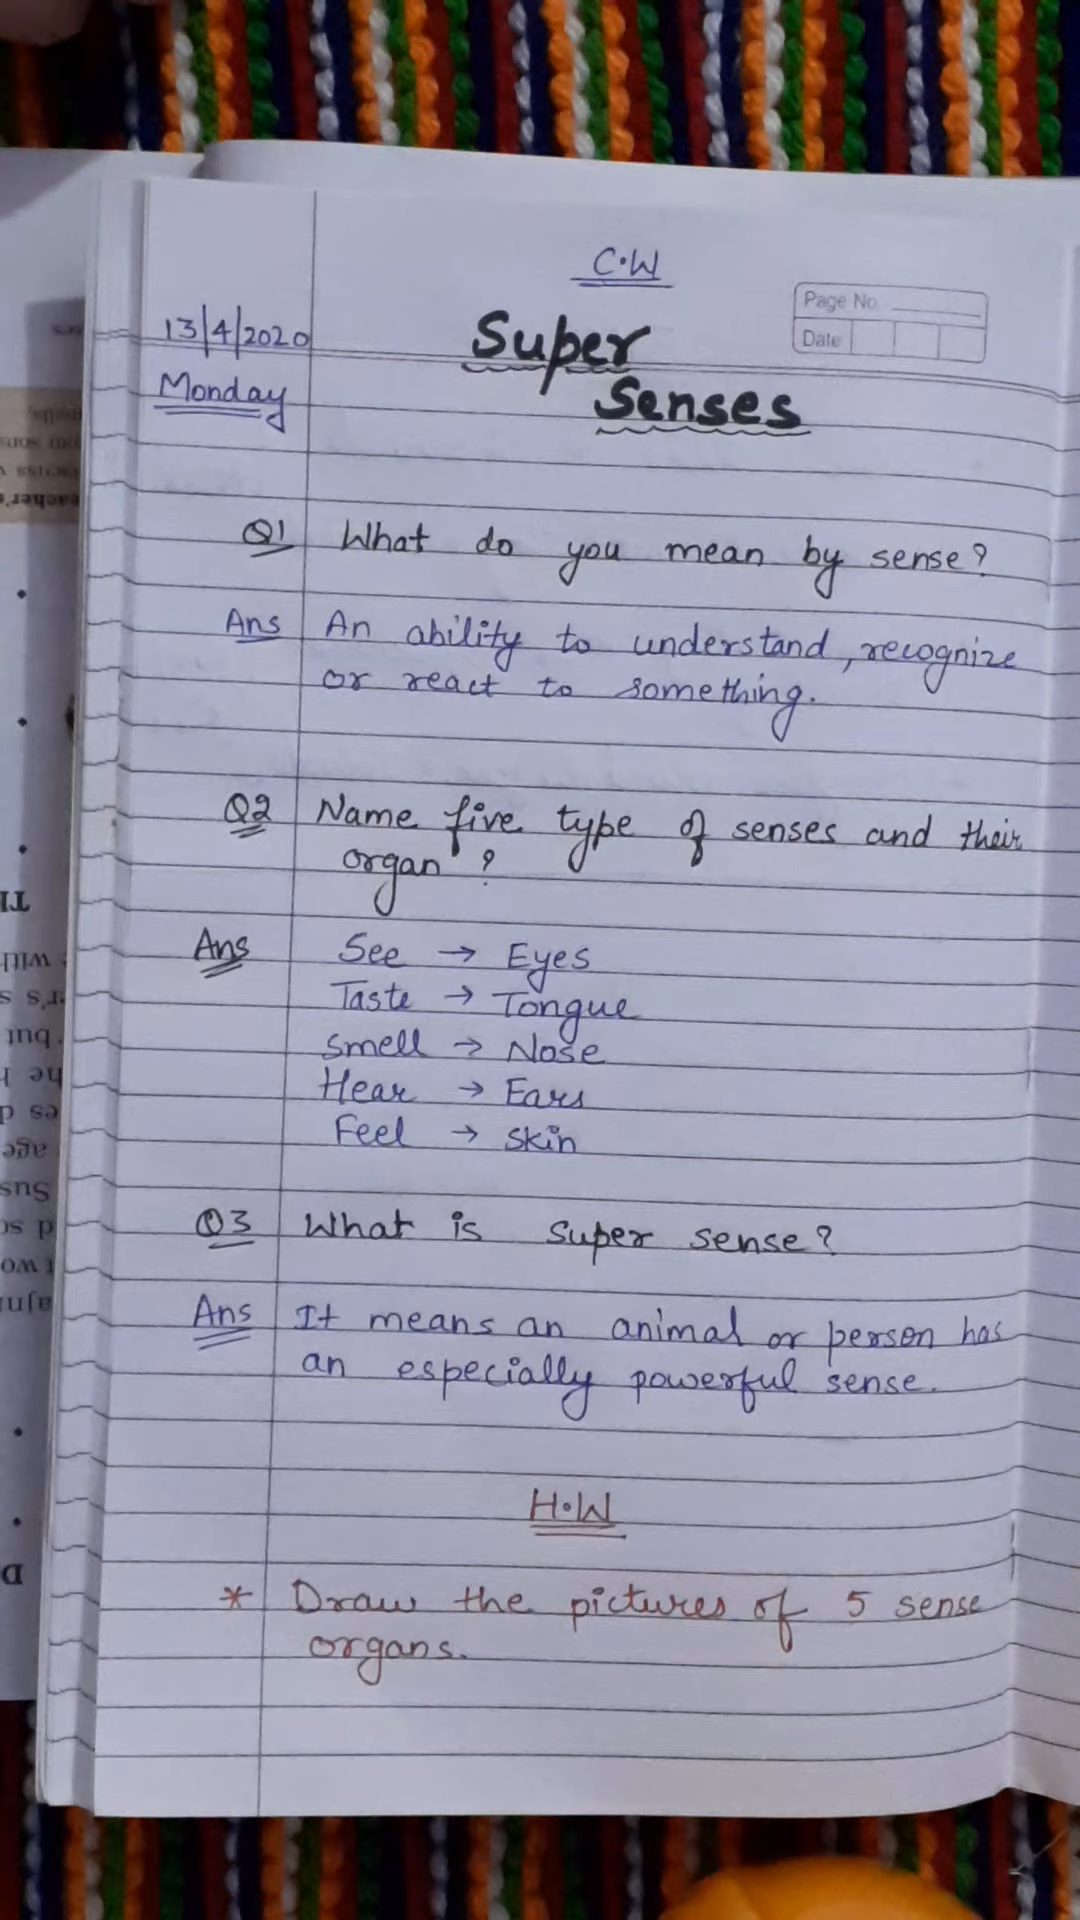 C.W
Page No.
Date
13/4/2020
Monday
Super
Senses
Q1 What do you mean by sense?
Ans An ability to understand, recognize
or react to something.
Q2 Name five type of senses and their
organ ?
Ans See → Eyes
Taste → Tongue
Smell → Nose
Hear → Ears
Feel → Skin
Q3 What is super sense?
Ans It means an animal or person has
an especially powerful sense.
H.W
* Draw the pictures of 5 sense
organs.